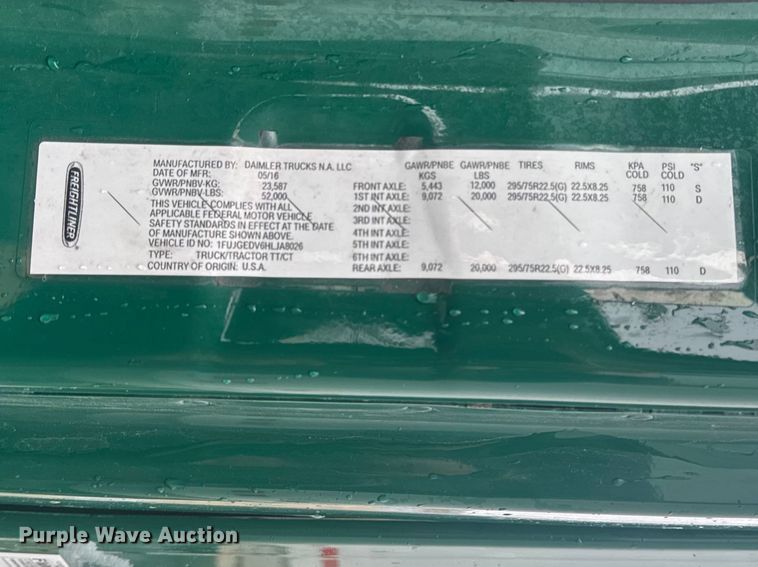 FREIGHTLINER
MANUFACTURED BY: DAIMLER TRUCKS N.A. LLC
DATE OF MFR: 05/16
GVWR/PNBV-KG: 23,587
GVWR/PNBV-LBS: 52,000
THIS VEHICLE COMPLIES WITH ALL
APPLICABLE FEDERAL MOTOR VEHICLE
SAFETY STANDARDS IN EFFECT AT THE DATE
OF MANUFACTURE SHOWN ABOVE.
VEHICLE ID NO: 1FUJGEDV6HLJA8026
TYPE: TRUCK/TRACTOR TT/CT
COUNTRY OF ORIGIN: U.S.A.
GAWR/PNBE GAWR/PNBE TIRES RIMS KPA PSI "S"
KGS LBS COLD COLD
FRONT AXLE: 5,443 12,000 295/75R22.5(G) 22.5X8.25 758 110 S
1ST INT AXLE: 9,072 20,000 295/75R22.5(G) 22.5X8.25 758 110 D
2ND INT AXLE:
3RD INT AXLE:
4TH INT AXLE:
5TH INT AXLE:
6TH INT AXLE:
REAR AXLE: 9,072 20,000 295/75R22.5(G) 22.5X8.25 758 110 D
Purple Wave Auction